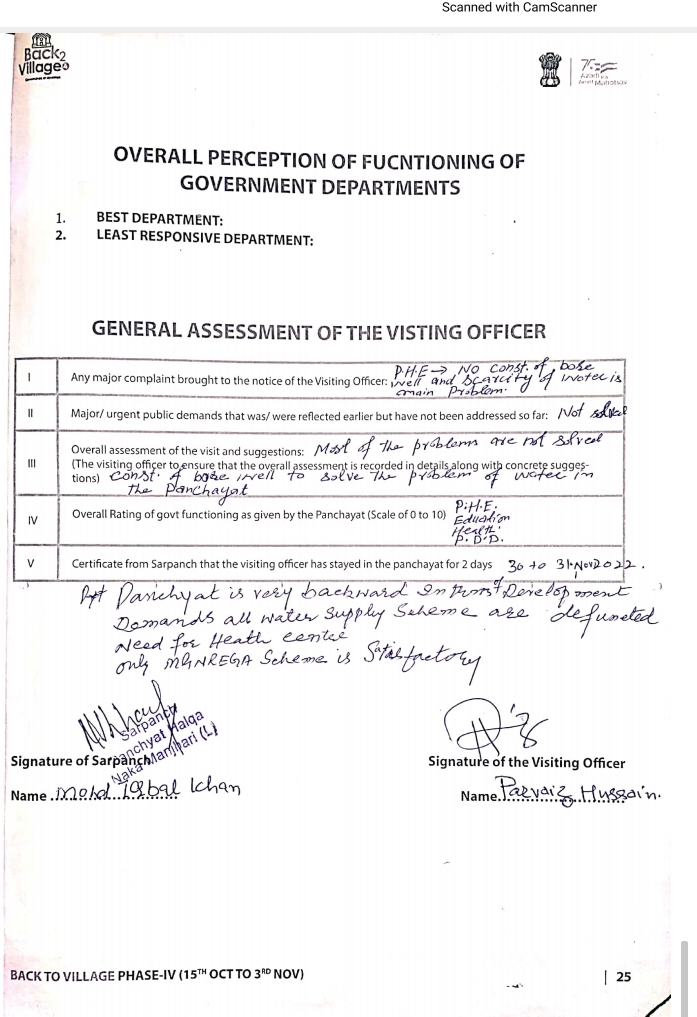 Scanned with CamScanner
Back2
Village
Azadi Ka
Amrit Mahotsav
OVERALL PERCEPTION OF FUCNTIONING OF
GOVERNMENT DEPARTMENTS
1. BEST DEPARTMENT:
2. LEAST RESPONSIVE DEPARTMENT:
GENERAL ASSESSMENT OF THE VISTING OFFICER
I Any major complaint brought to the notice of the Visiting Officer: P.H.E → No Const. of bore
well and Scarcity of water is
main Problem.
II Major/ urgent public demands that was/ were reflected earlier but have not been addressed so far: Not solved
III Overall assessment of the visit and suggestions: Most of the problems are not solved
(The visiting officer to ensure that the overall assessment is recorded in details along with concrete sugges-
tions) Const. of bore well to solve the problem of water in
the Panchayat
IV Overall Rating of govt functioning as given by the Panchayat (Scale of 0 to 10) P.H.E.
Education
Health
P.D.D.
V Certificate from Sarpanch that the visiting officer has stayed in the panchayat for 2 days 30 to 31-Nov 2022.
Panchyat is very backward In terms of Development
Demands all water Supply Scheme are defuncted
Need for Heath centre
only MGNREGA Scheme is Satisfactory
Sarpanch
Panchyat Halqa
Naka Manjhari (L)
Signature of Sarpanch
Signature of the Visiting Officer
Name Mohd Iqbal Khan
Name Parvaiz Hussain.
BACK TO VILLAGE PHASE-IV (15TH OCT TO 3RD NOV)
| 25